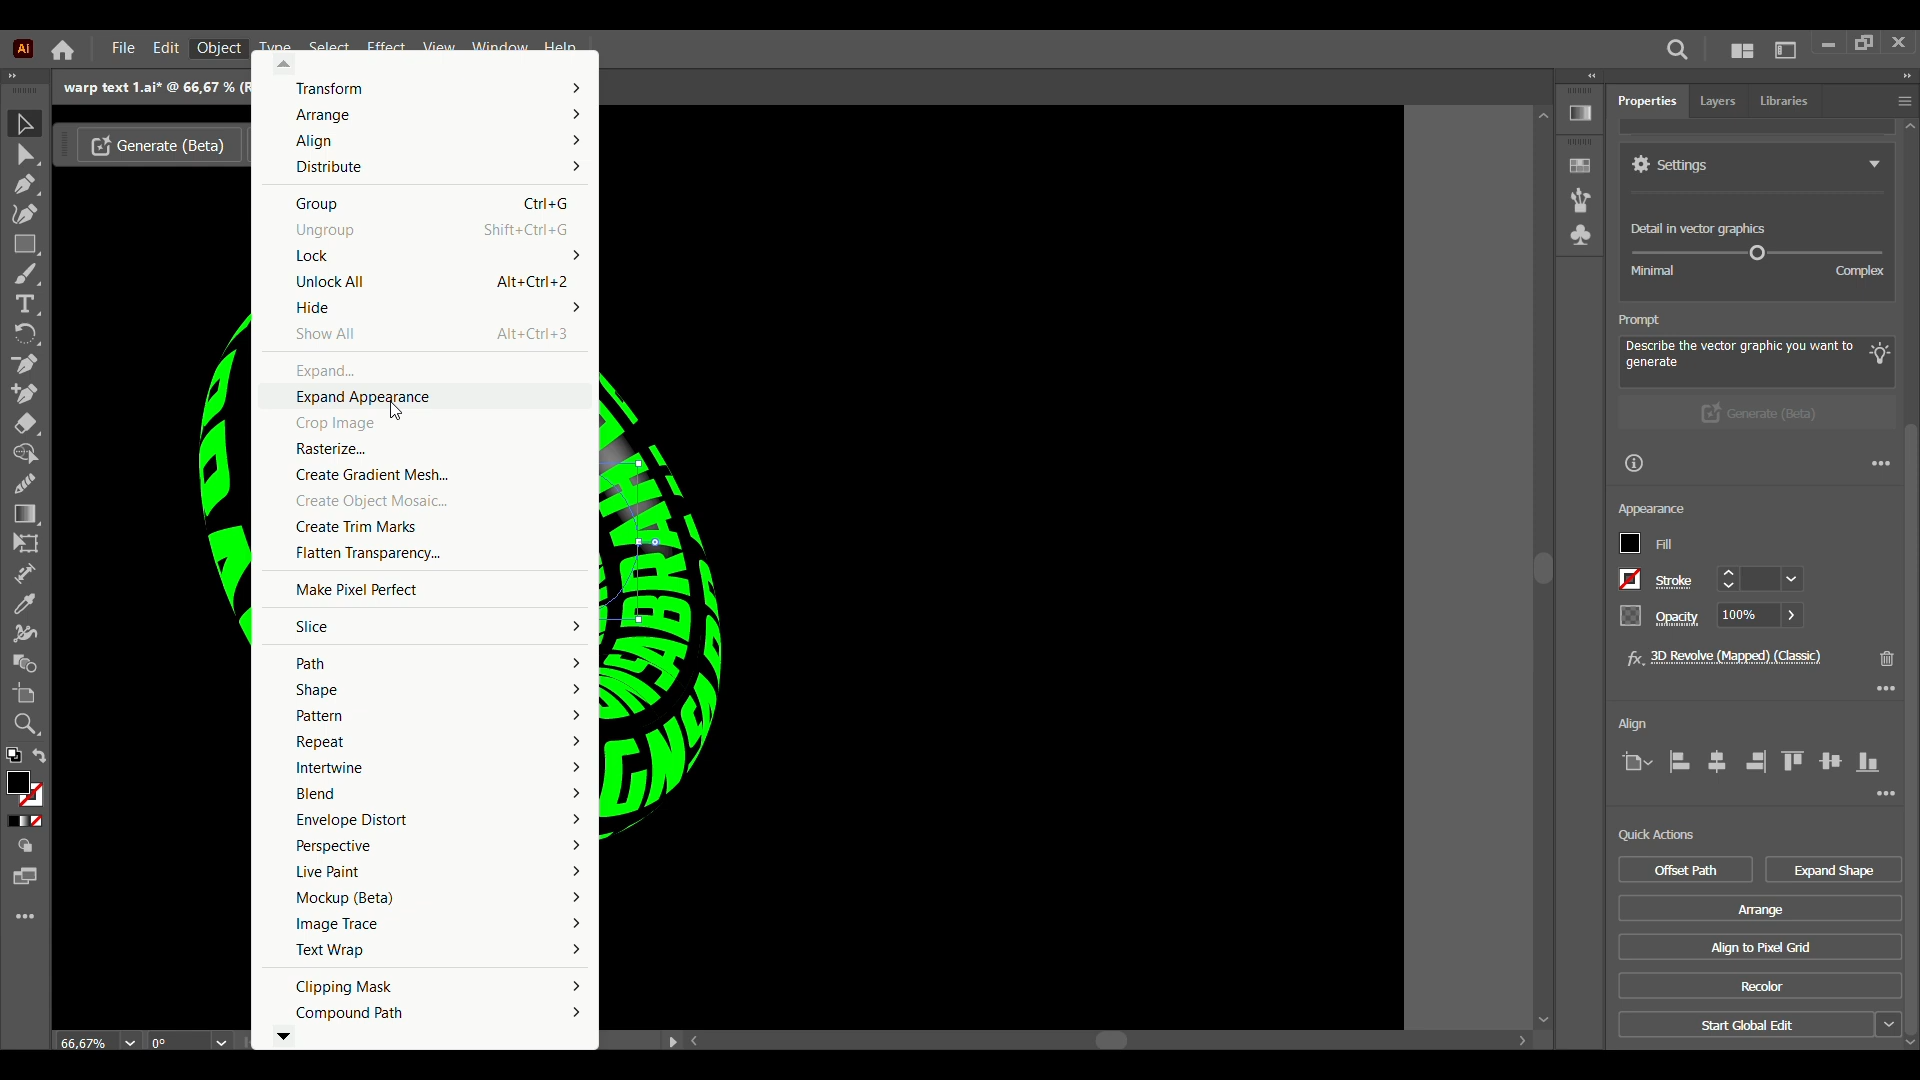 Ai
File Edit Object Type Select Effect View Window Help
warp text 1.ai* @ 66,67 % (R
Generate (Beta)
Transform
Arrange
Align
Distribute
Group Ctrl+G
Ungroup Shift+Ctrl+G
Lock
Unlock All Alt+Ctrl+2
Hide
Show All Alt+Ctrl+3
Expand...
Expand Appearance
Crop Image
Rasterize...
Create Gradient Mesh...
Create Object Mosaic...
Create Trim Marks
Flatten Transparency...
Make Pixel Perfect
Slice
Path
Shape
Pattern
Repeat
Intertwine
Blend
Envelope Distort
Perspective
Live Paint
Mockup (Beta)
Image Trace
Text Wrap
Clipping Mask
Compound Path
66,67% 0°
Properties Layers Libraries
Settings
Detail in vector graphics
Minimal Complex
Prompt
Describe the vector graphic you want to
generate
Generate (Beta)
Appearance
Fill
Stroke
Opacity 100%
fx. 3D Revolve (Mapped) (Classic)
Align
Quick Actions
Offset Path Expand Shape
Arrange
Align to Pixel Grid
Recolor
Start Global Edit